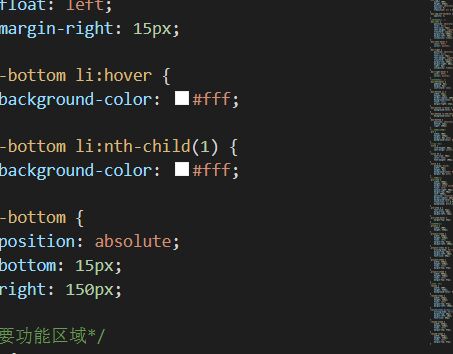 float: left;
margin-right: 15px;
-bottom li:hover {
background-color: #fff;
-bottom li:nth-child(1) {
background-color: #fff;
-bottom {
position: absolute;
bottom: 15px;
right: 150px;
要功能区域*/